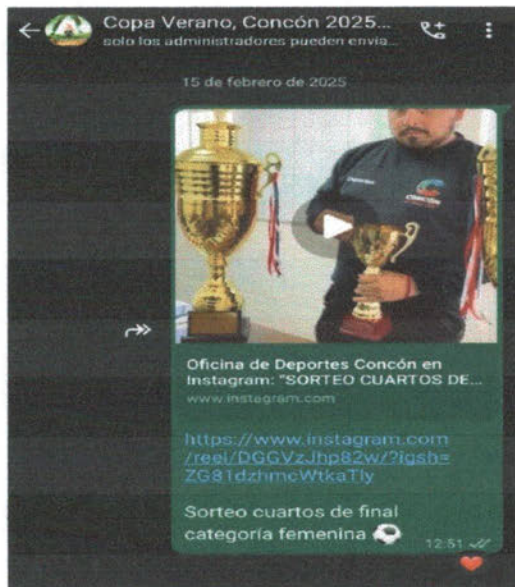 Copa Verano, Concón 2025...
solo los administradores pueden envia...
15 de febrero de 2025
Deportes
CONCÓN
Oficina de Deportes Concón en
Instagram: "SORTEO CUARTOS DE...
www.instagram.com
https://www.instagram.com
/reel/DGGVzJhp82w/?igsh=
ZG81dzhmcWtkaTly
Sorteo cuartos de final
categoría femenina ⚽
12:51